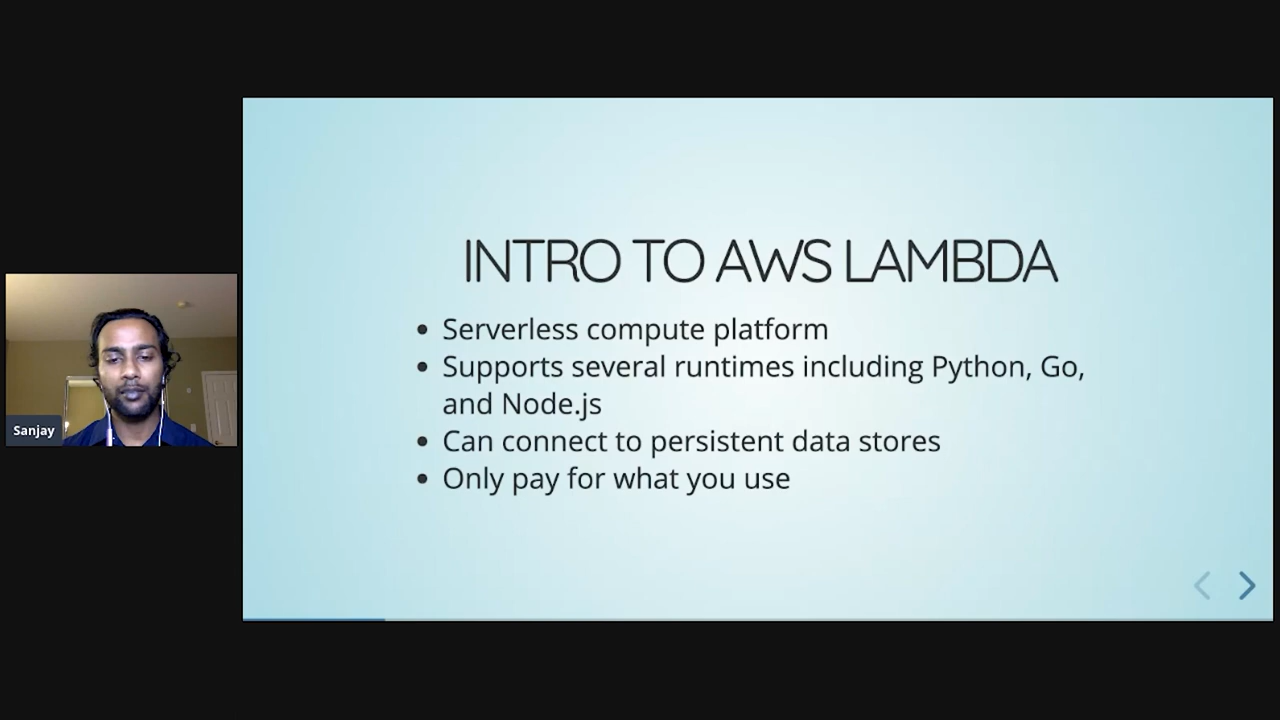 INTRO TO AWS LAMBDA
• Serverless compute platform
• Supports several runtimes including Python, Go,
and Node.js
• Can connect to persistent data stores
• Only pay for what you use
Sanjay